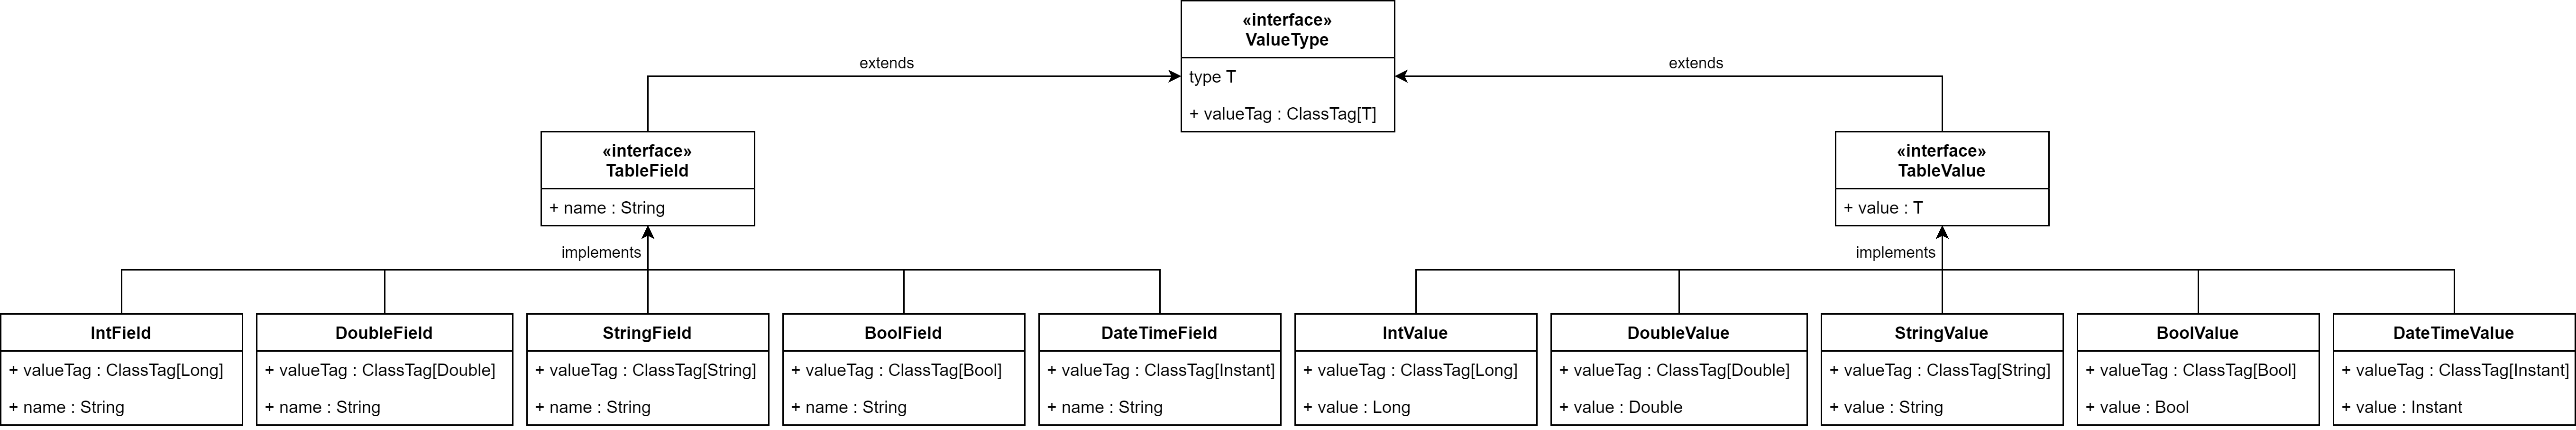 «interface»
ValueType
type T
+ valueTag : ClassTag[T]
extends
extends
«interface»
TableField
+ name : String
«interface»
TableValue
+ value : T
implements
implements
IntField
+ valueTag : ClassTag[Long]
+ name : String
DoubleField
+ valueTag : ClassTag[Double]
+ name : String
StringField
+ valueTag : ClassTag[String]
+ name : String
BoolField
+ valueTag : ClassTag[Bool]
+ name : String
DateTimeField
+ valueTag : ClassTag[Instant]
+ name : String
IntValue
+ valueTag : ClassTag[Long]
+ value : Long
DoubleValue
+ valueTag : ClassTag[Double]
+ value : Double
StringValue
+ valueTag : ClassTag[String]
+ value : String
BoolValue
+ valueTag : ClassTag[Bool]
+ value : Bool
DateTimeValue
+ valueTag : ClassTag[Instant]
+ value : Instant